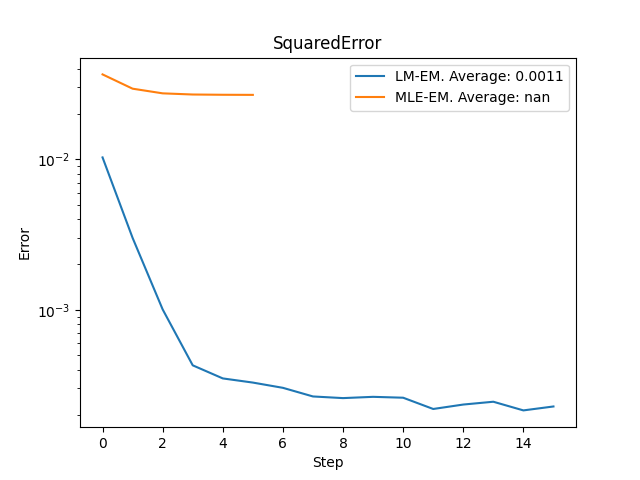 SquaredError
LM-EM. Average: 0.0011
MLE-EM. Average: nan
Error
10⁻²
10⁻³
0 2 4 6 8 10 12 14
Step